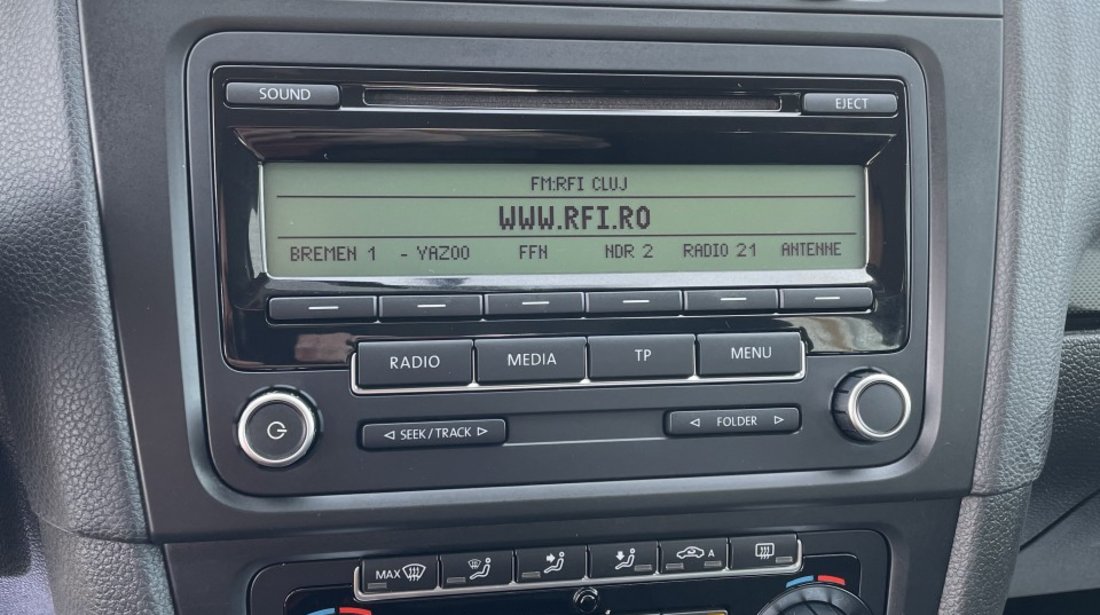 SOUND EJECT
FM:RFI CLUJ
WWW.RFI.RO
BREMEN 1 - YAZOO FFN NDR 2 RADIO 21 ANTENNE
RADIO MEDIA TP MENU
◁ SEEK/TRACK ▷ ◁ FOLDER ▷
MAX A